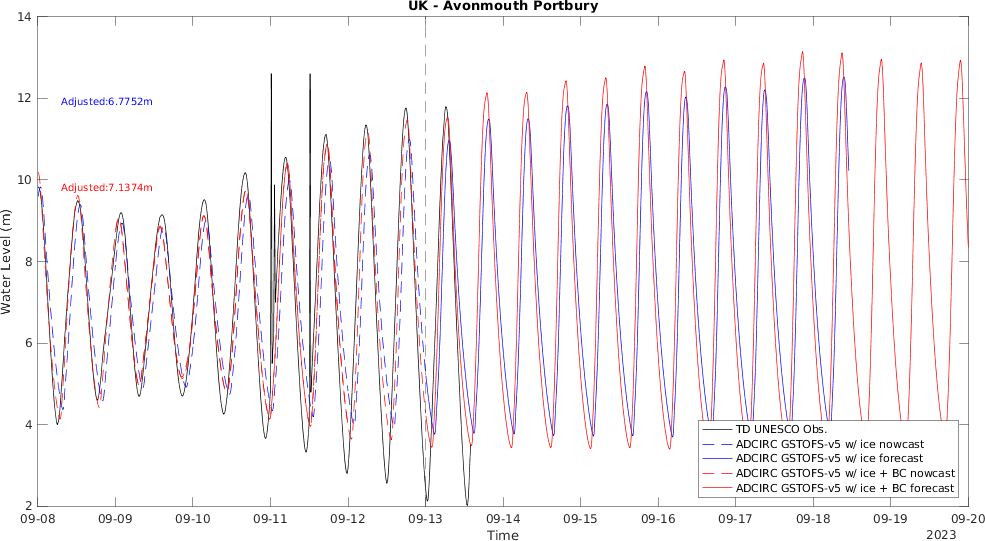 UK - Avonmouth Portbury
14
12
10
8
6
4
2
Water Level (m)
Adjusted:6.7752m
Adjusted:7.1374m
TD UNESCO Obs.
ADCIRC GSTOFS-v5 w/ ice nowcast
ADCIRC GSTOFS-v5 w/ ice forecast
ADCIRC GSTOFS-v5 w/ ice + BC nowcast
ADCIRC GSTOFS-v5 w/ ice + BC forecast
09-08 09-09 09-10 09-11 09-12 09-13 09-14 09-15 09-16 09-17 09-18 09-19 09-20
Time
2023